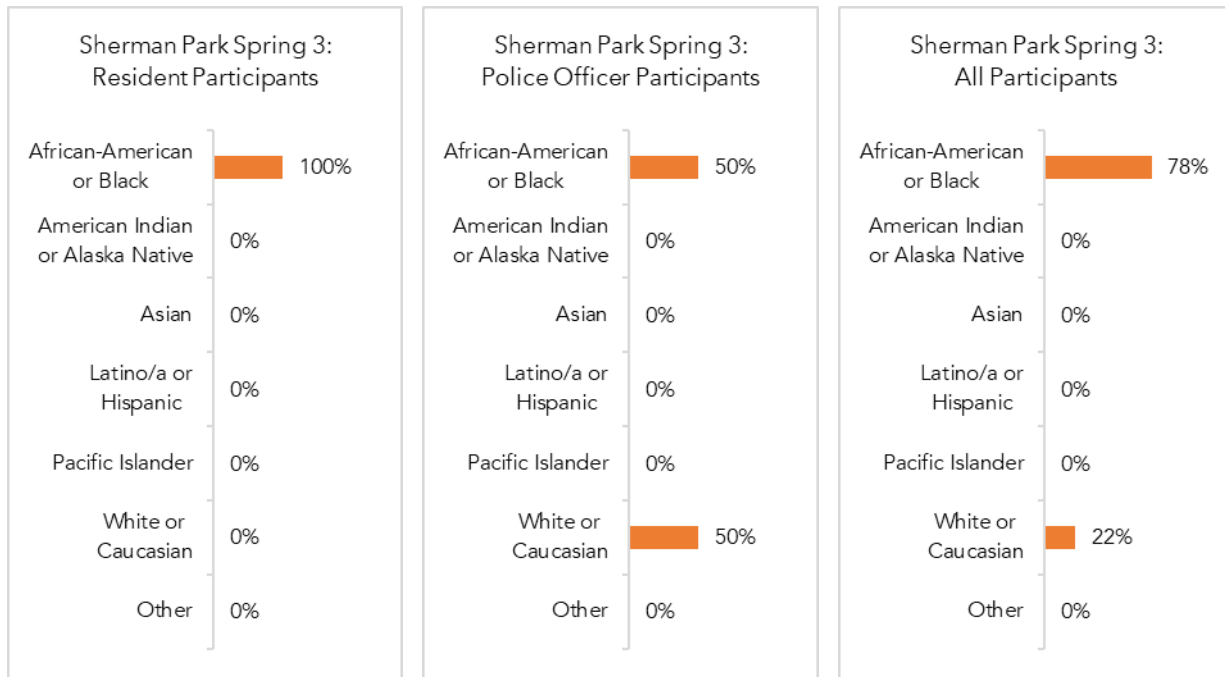 Sherman Park Spring 3:
Resident Participants
African-American
or Black
100%
American Indian
or Alaska Native
0%
Asian
0%
Latino/a or
Hispanic
0%
Pacific Islander
0%
White or
Caucasian
0%
Other
0%
Sherman Park Spring 3:
Police Officer Participants
African-American
or Black
50%
American Indian
or Alaska Native
0%
Asian
0%
Latino/a or
Hispanic
0%
Pacific Islander
0%
White or
Caucasian
50%
Other
0%
Sherman Park Spring 3:
All Participants
African-American
or Black
78%
American Indian
or Alaska Native
0%
Asian
0%
Latino/a or
Hispanic
0%
Pacific Islander
0%
White or
Caucasian
22%
Other
0%